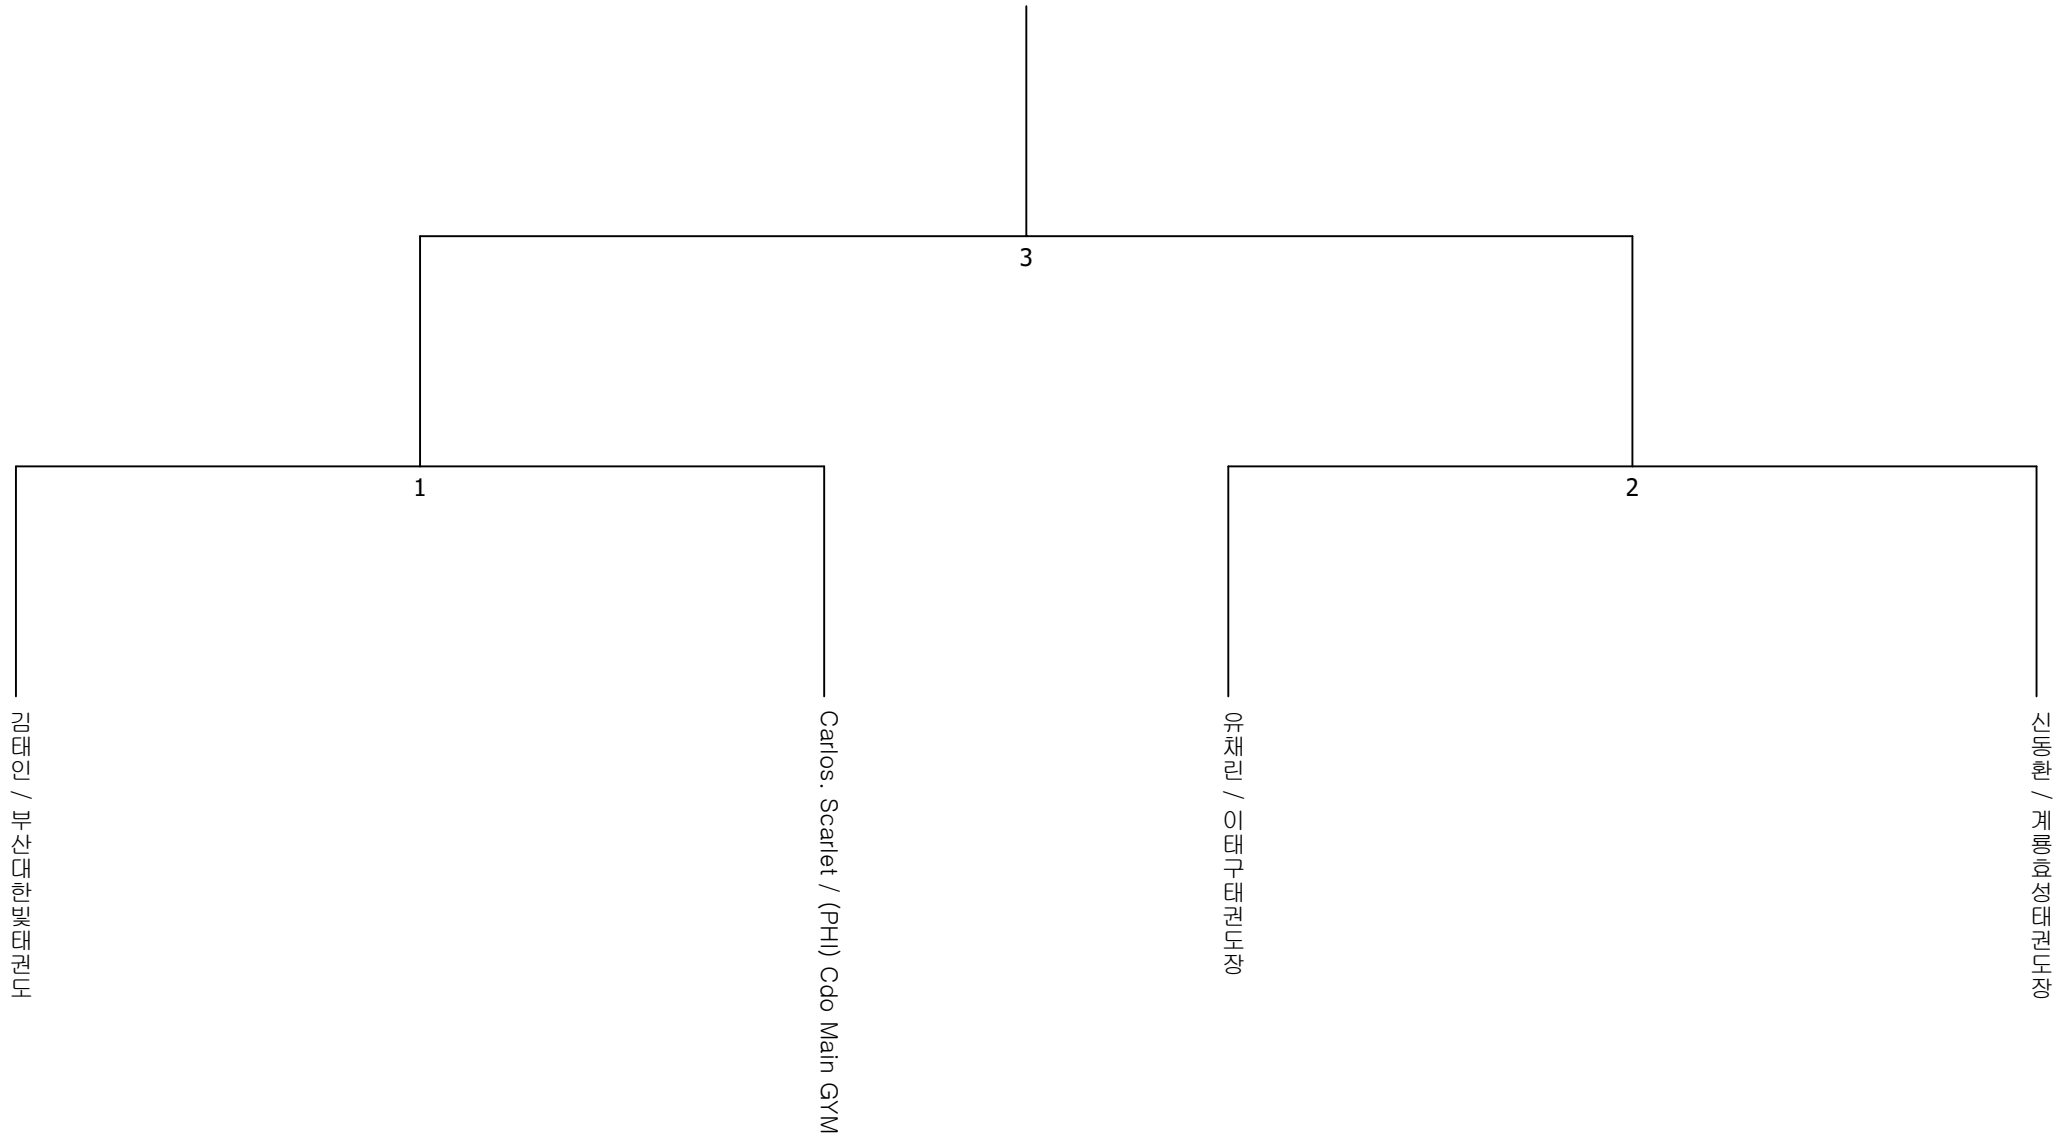 3
1
2
김태인 / 부산대한빛태권도
Carlos. Scarlet / (PHI) Cdo Main GYM
유채린 / 이태구태권도장
신동환 / 계룡효성태권도장